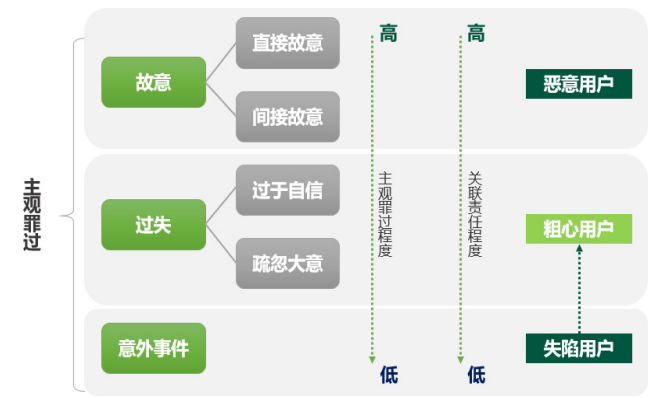 主观罪过
故意
直接故意
间接故意
过失
过于自信
疏忽大意
意外事件
高
主观罪过程度
低
高
关联责任程度
低
恶意用户
粗心用户
失陷用户